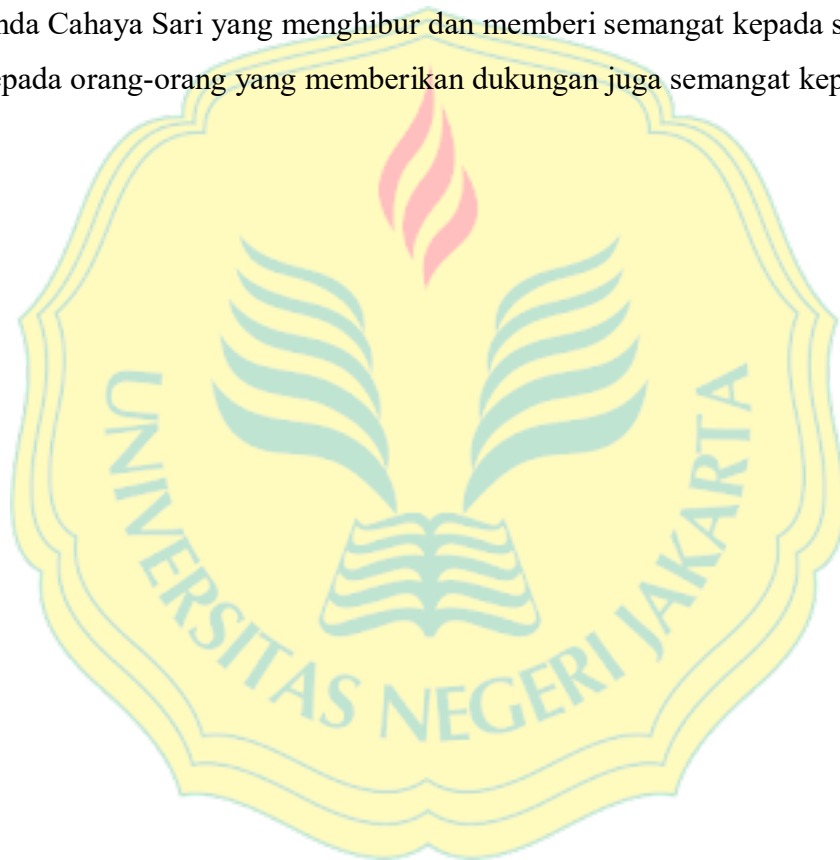 Cahaya Sari yang menghibur dan memberi semangat kepada
orang-orang yang memberikan dukungan juga semangat
UNIVERSITAS NEGERI JAKARTA